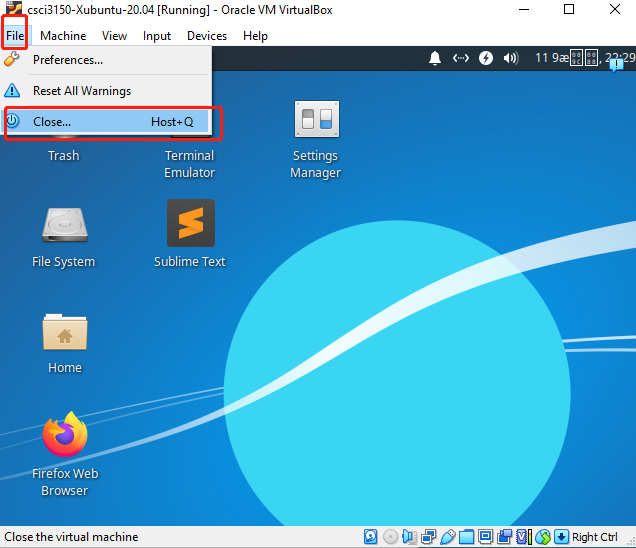 csci3150-Xubuntu-20.04 [Running] - Oracle VM VirtualBox
File Machine View Input Devices Help
Preferences...
11 9, 22:29
Reset All Warnings
Close... Host+Q
Trash
Terminal
Emulator
Settings
Manager
File System
Sublime Text
Home
Firefox Web
Browser
Close the virtual machine
Right Ctrl